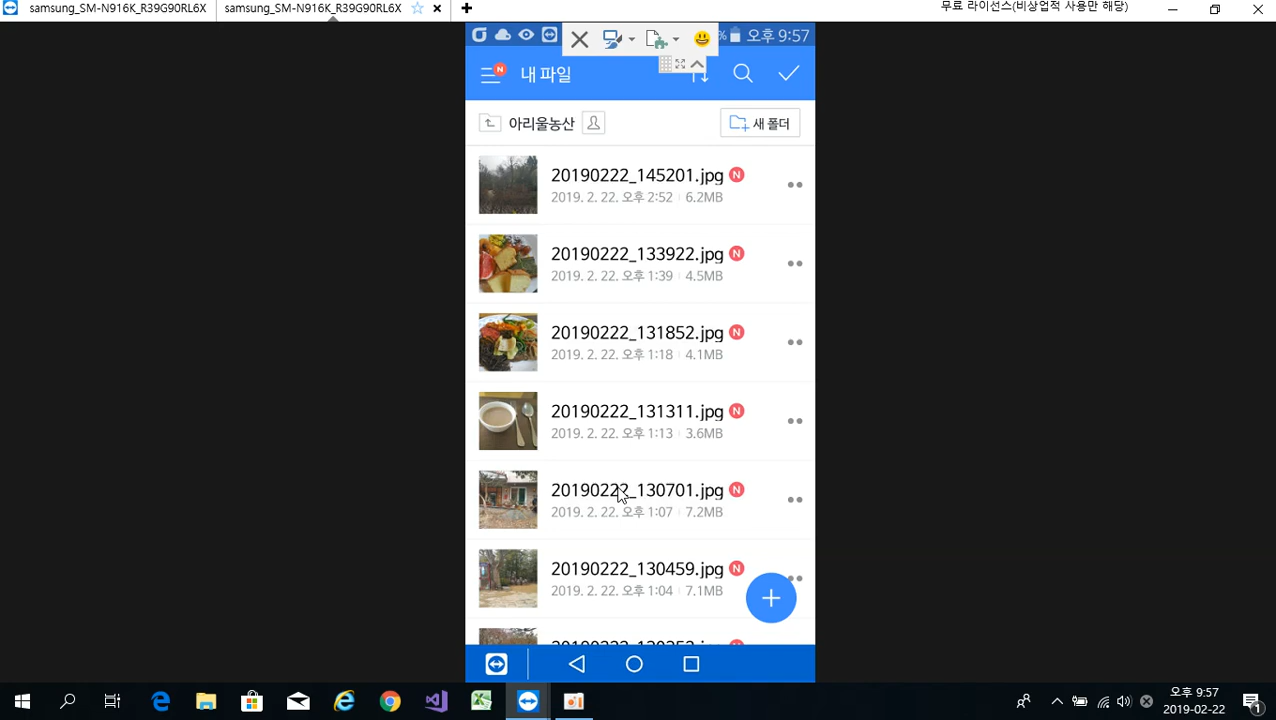 samsung_SM-N916K_R39G90RL6X samsung_SM-N916K_R39G90RL6X 무료 라이선스(비상업적 사용만 해당)
% 오후 9:57
N 내 파일
아리울농산 새 폴더
20190222_145201.jpg N
2019. 2. 22. 오후 2:52 6.2MB
20190222_133922.jpg N
2019. 2. 22. 오후 1:39 4.5MB
20190222_131852.jpg N
2019. 2. 22. 오후 1:18 4.1MB
20190222_131311.jpg N
2019. 2. 22. 오후 1:13 3.6MB
20190222_130701.jpg N
2019. 2. 22. 오후 1:07 7.2MB
20190222_130459.jpg N
2019. 2. 22. 오후 1:04 7.1MB
오후 9:57
2019-02-22
1